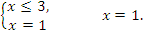 {x ≤ 3,
x = 1
x = 1.